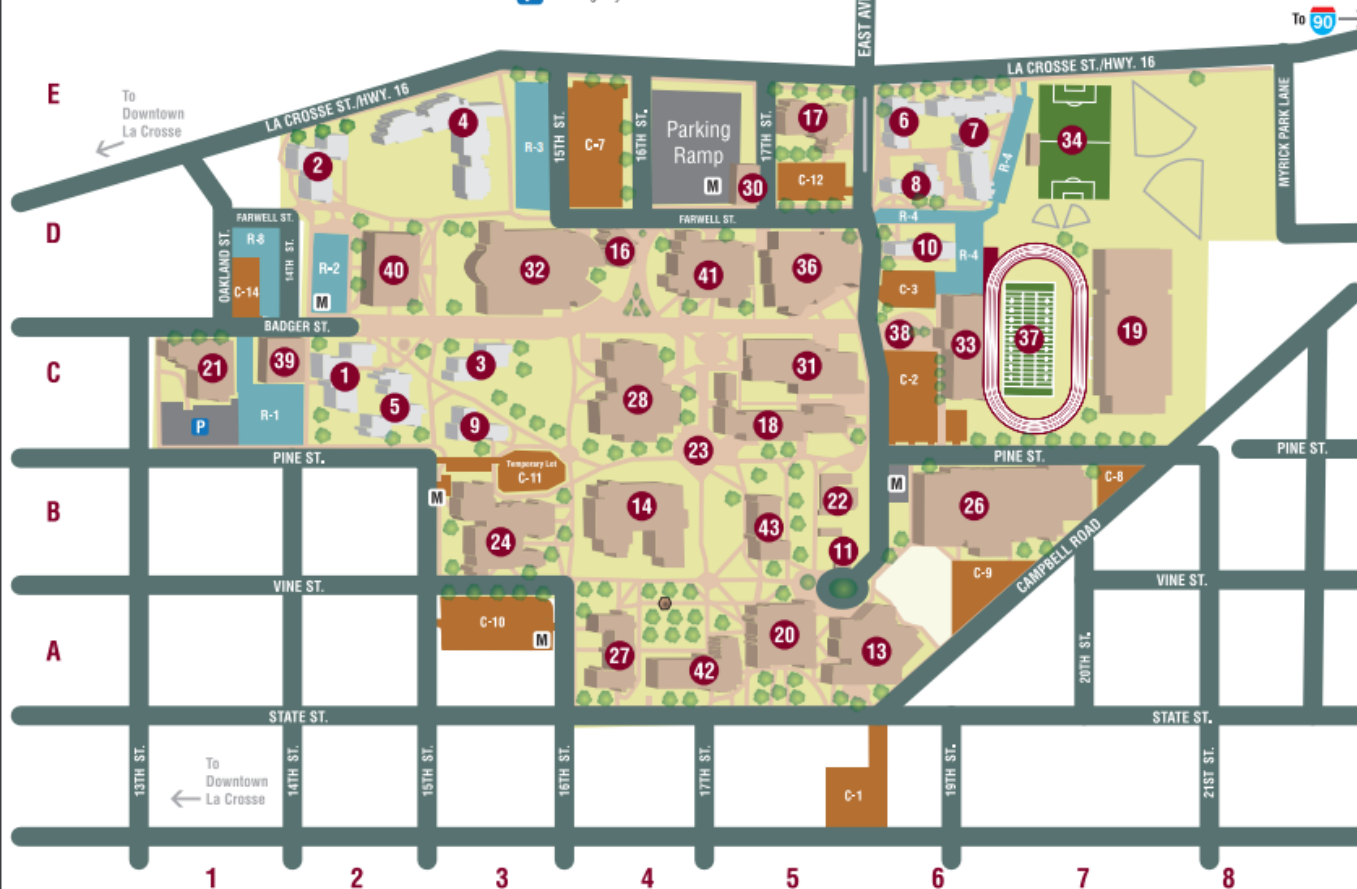 EAST AV
To 90
E
To
Downtown
La Crosse
LA CROSSE ST./HWY. 16
LA CROSSE ST./HWY. 16
MYRICK PARK LANE
2
4
R-3
15TH ST.
C-7
16TH ST.
Parking
Ramp
M
30
17TH ST.
17
C-12
6
7
8
R-4
34
D
FARWELL ST.
FARWELL ST.
R-4
OAKLAND ST.
R-8
C-14
14TH ST.
R-2
M
40
32
16
41
36
10
R-4
C-3
BADGER ST.
C
21
39
1
5
3
9
28
31
18
23
38
33
37
19
C-2
P
R-1
PINE ST.
PINE ST.
PINE ST.
Temporary Lot
C-11
M
B
24
14
43
22
11
M
26
C-8
C-9
CAMPBELL ROAD
VINE ST.
VINE ST.
A
C-10
M
27
42
20
13
20TH ST.
STATE ST.
STATE ST.
13TH ST.
To
Downtown
La Crosse
14TH ST.
15TH ST.
16TH ST.
17TH ST.
C-1
19TH ST.
21ST ST.
1
2
3
4
5
6
7
8